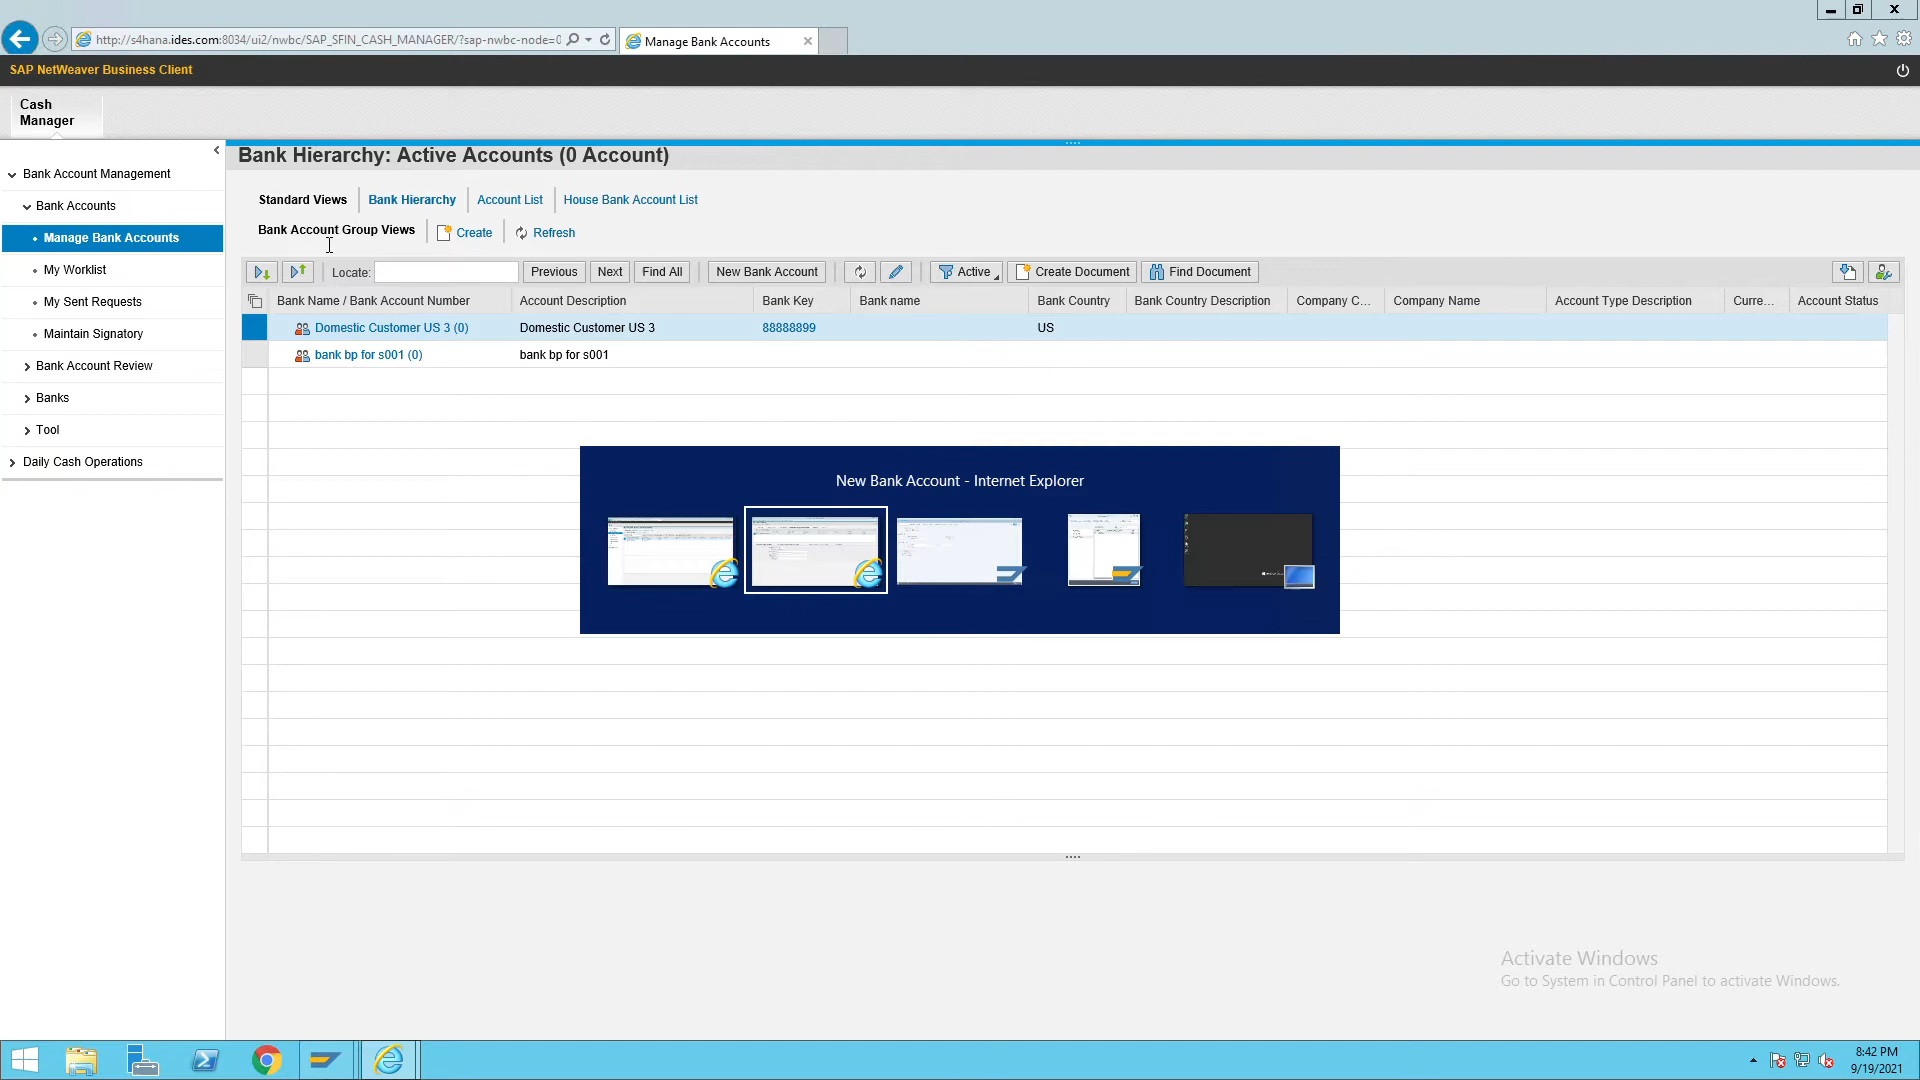 http://s4hana.ides.com:8034/ui2/nwbc/SAP_SFIN_CASH_MANAGER/?sap-nwbc-node=0
Manage Bank Accounts
SAP NetWeaver Business Client
Cash
Manager
Bank Account Management
Bank Accounts
Manage Bank Accounts
My Worklist
My Sent Requests
Maintain Signatory
Bank Account Review
Banks
Tool
Daily Cash Operations
Bank Hierarchy: Active Accounts (0 Account)
Standard Views Bank Hierarchy Account List House Bank Account List
Bank Account Group Views Create Refresh
Locate: Previous Next Find All New Bank Account Active Create Document Find Document
Bank Name / Bank Account Number Account Description Bank Key Bank name Bank Country Bank Country Description Company C... Company Name Account Type Description Curre... Account Status
Domestic Customer US 3 (0) Domestic Customer US 3 88888899 US
bank bp for s001 (0) bank bp for s001
New Bank Account - Internet Explorer
Activate Windows
Go to System in Control Panel to activate Windows.
8:42 PM
9/19/2021